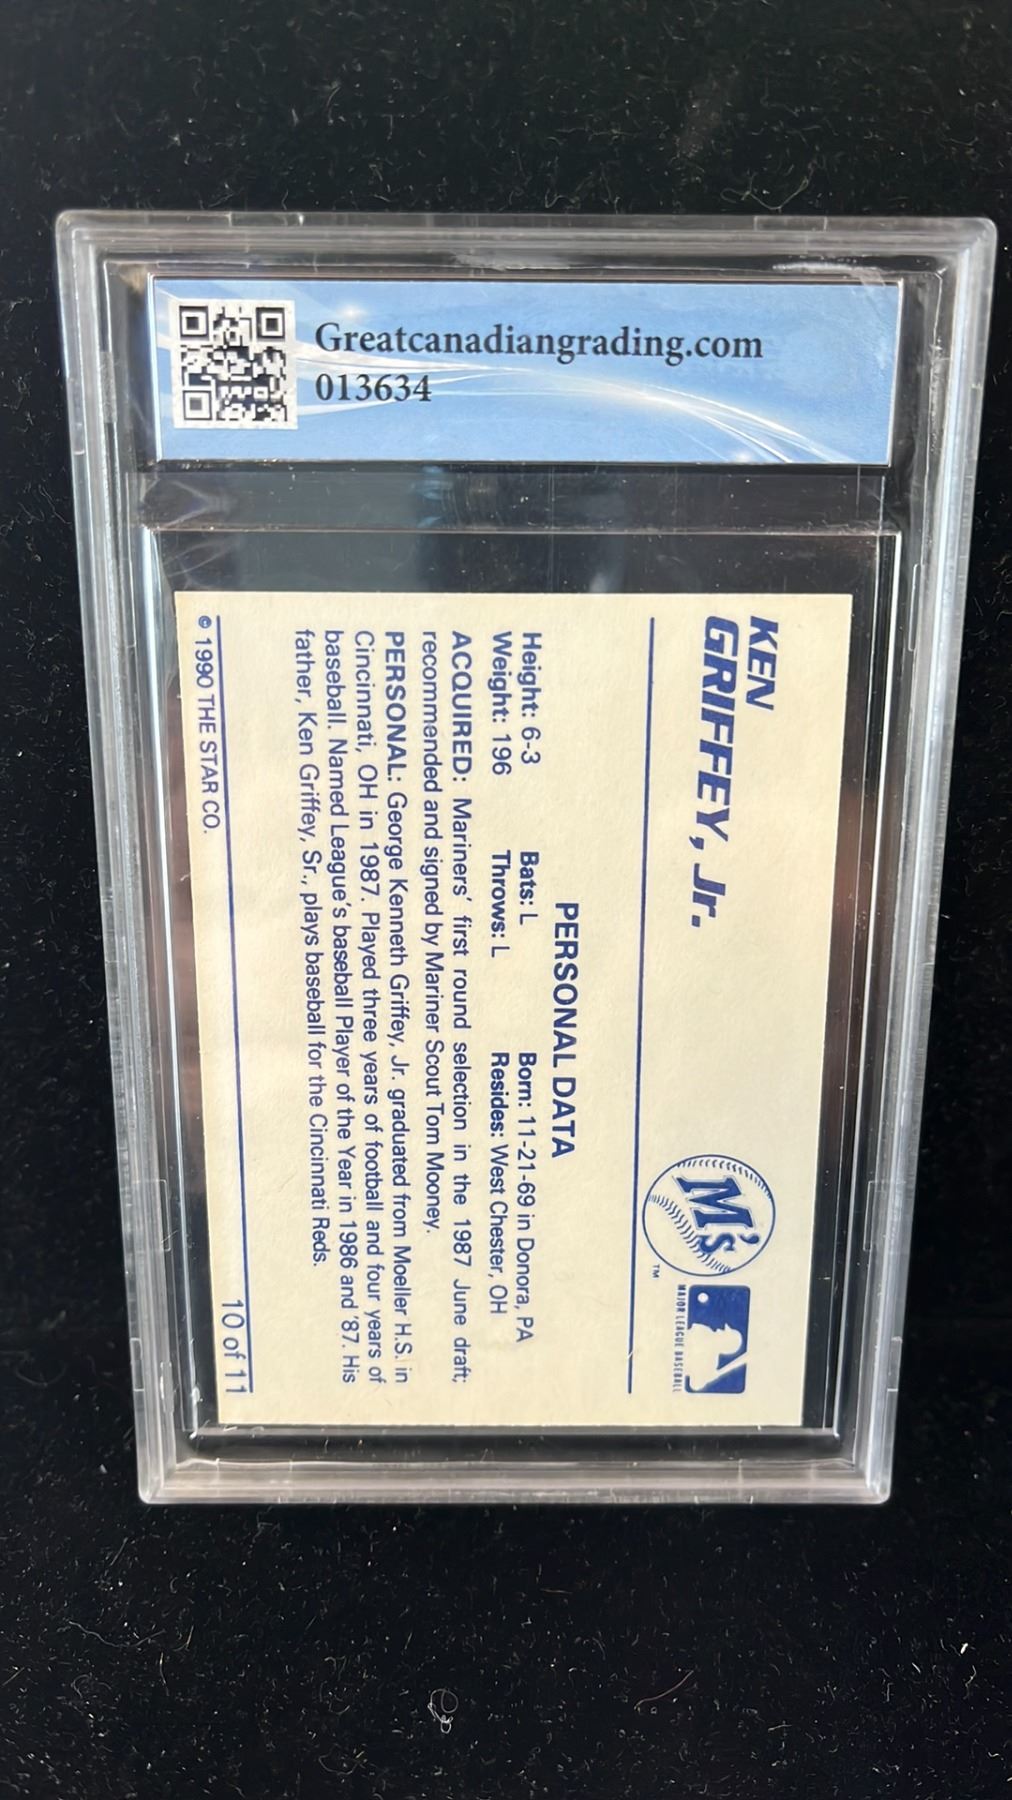 Greatcanadiangrading.com
013634
KEN
GRIFFEY, Jr.
M's
TM
MAJOR LEAGUE BASEBALL
PERSONAL DATA
Height: 6-3 Bats: L Born: 11-21-69 in Donora, PA
Weight: 196 Throws: L Resides: West Chester, OH
ACQUIRED: Mariners' first round selection in the 1987 June draft;
recommended and signed by Mariner Scout Tom Mooney.
PERSONAL: George Kenneth Griffey, Jr. graduated from Moeller H.S. in
Cincinnati, OH in 1987. Played three years of football and four years of
baseball. Named League's baseball Player of the Year in 1986 and '87. His
father, Ken Griffey, Sr., plays baseball for the Cincinnati Reds.
© 1990 THE STAR CO. 10 of 11